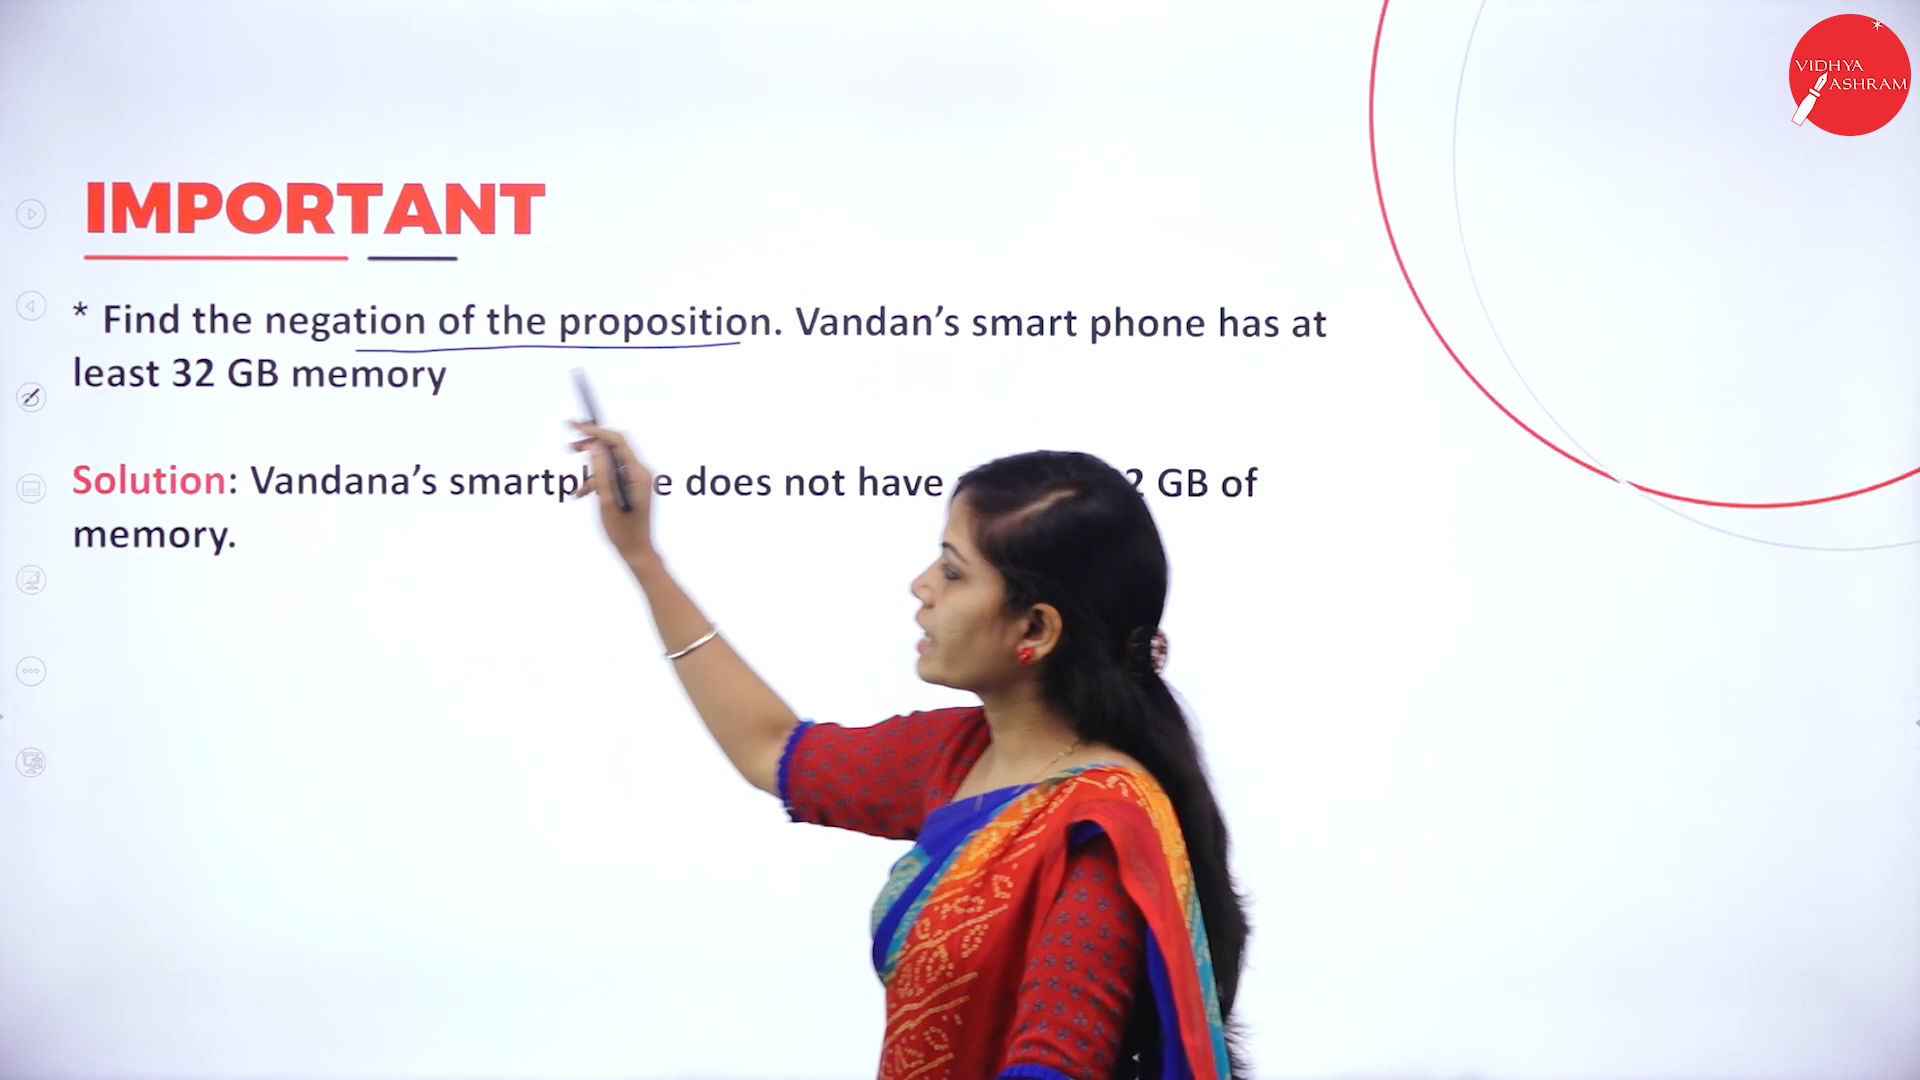 VIDHYA
ASHRAM
IMPORTANT
* Find the negation of the proposition. Vandan’s smart phone has at
least 32 GB memory
Solution: Vandana’s does not have GB of
memory.